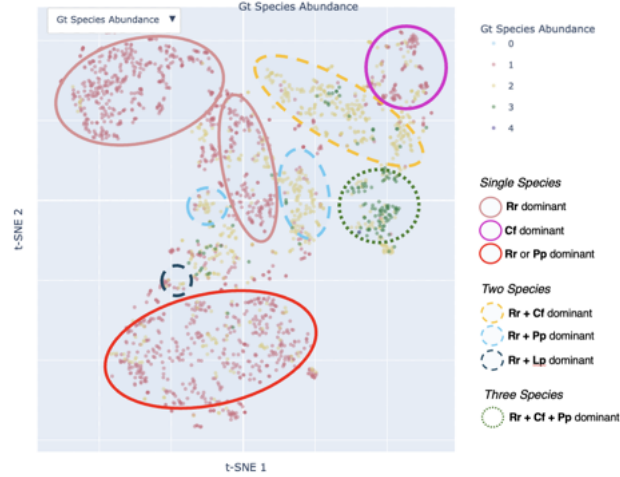 Gt Species Abundance
Gt Species Abundance ▼
Gt Species Abundance
0
1
2
3
4
Single Species
Rr dominant
Cf dominant
Rr or Pp dominant
Two Species
Rr + Cf dominant
Rr + Pp dominant
Rr + Lp dominant
Three Species
Rr + Cf + Pp dominant
t-SNE 2
t-SNE 1